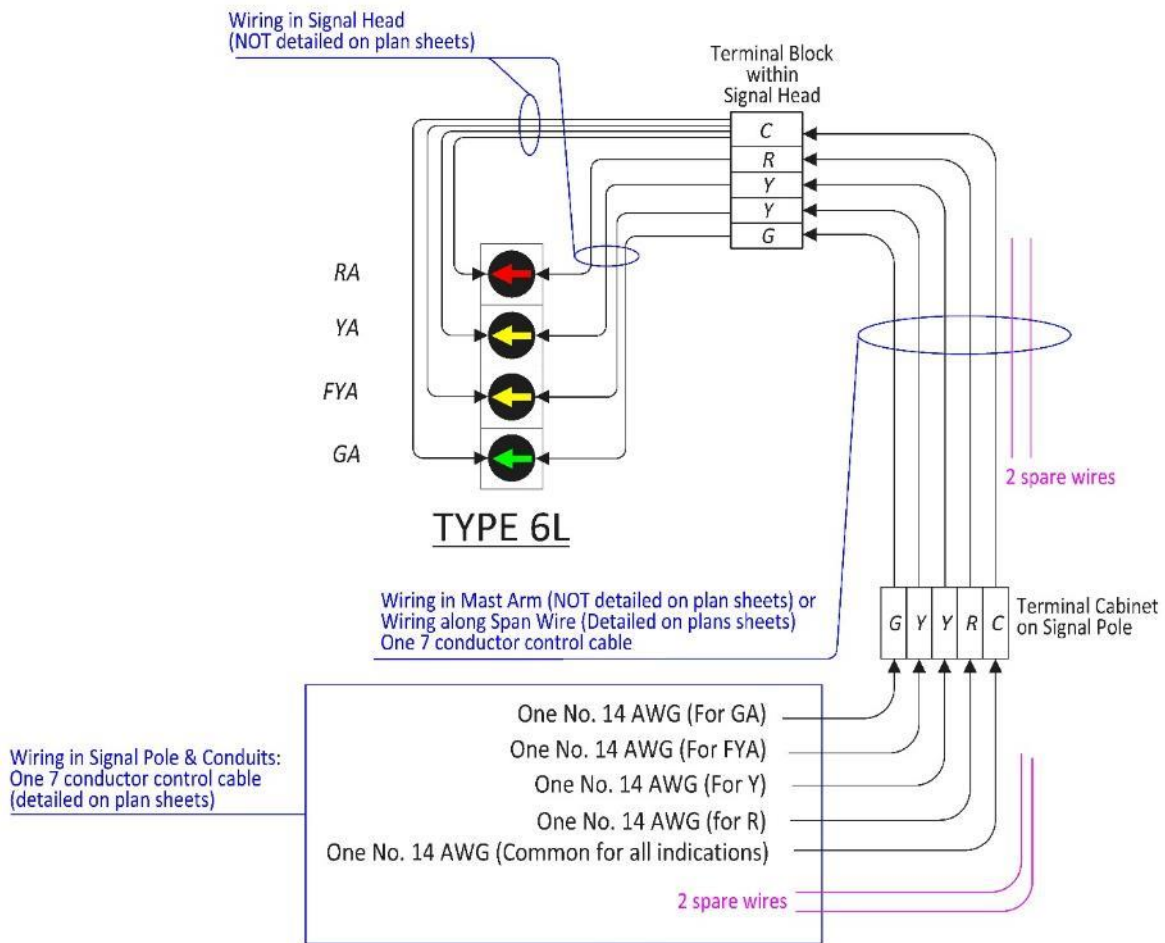 Wiring in Signal Head
(NOT detailed on plan sheets)
Terminal Block
within
Signal Head
C
R
Y
Y
G
RA
YA
FYA
GA
TYPE 6L
2 spare wires
Wiring in Mast Arm (NOT detailed on plan sheets) or
Wiring along Span Wire (Detailed on plans sheets)
One 7 conductor control cable
G Y Y R C
Terminal Cabinet
on Signal Pole
Wiring in Signal Pole & Conduits:
One 7 conductor control cable
(detailed on plan sheets)
One No. 14 AWG (For GA)
One No. 14 AWG (For FYA)
One No. 14 AWG (For Y)
One No. 14 AWG (for R)
One No. 14 AWG (Common for all indications)
2 spare wires